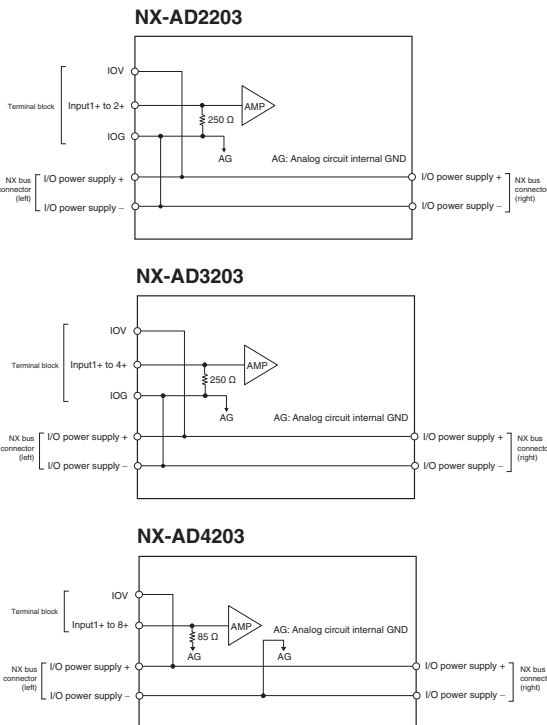 NX-AD2203
IOV
Terminal block
Input1+ to 2+
AMP
250 Ω
IOG
AG
AG: Analog circuit internal GND
NX bus
connector
(left)
I/O power supply +
I/O power supply –
I/O power supply +
I/O power supply –
NX bus
connector
(right)
NX-AD3203
IOV
Terminal block
Input1+ to 4+
AMP
250 Ω
IOG
AG
AG: Analog circuit internal GND
NX bus
connector
(left)
I/O power supply +
I/O power supply –
I/O power supply +
I/O power supply –
NX bus
connector
(right)
NX-AD4203
IOV
Terminal block
Input1+ to 8+
AMP
85 Ω
AG
AG: Analog circuit internal GND
AG
NX bus
connector
(left)
I/O power supply +
I/O power supply –
I/O power supply +
I/O power supply –
NX bus
connector
(right)